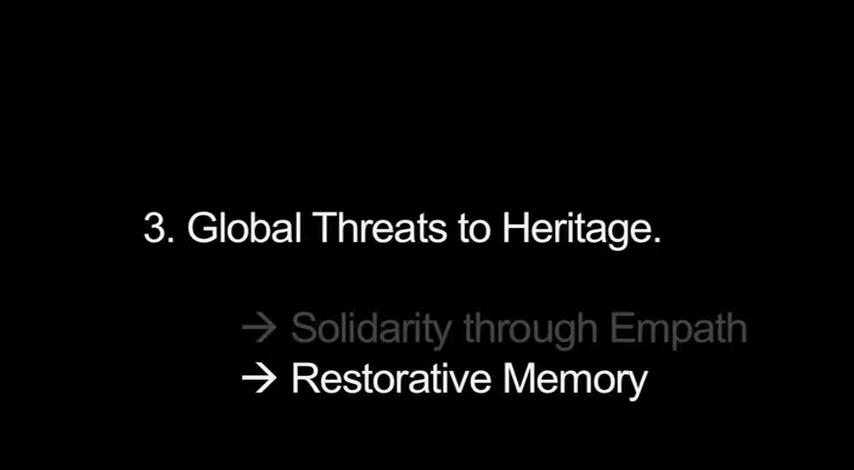 3. Global Threats to Heritage.
→ Solidarity through Empath
→ Restorative Memory